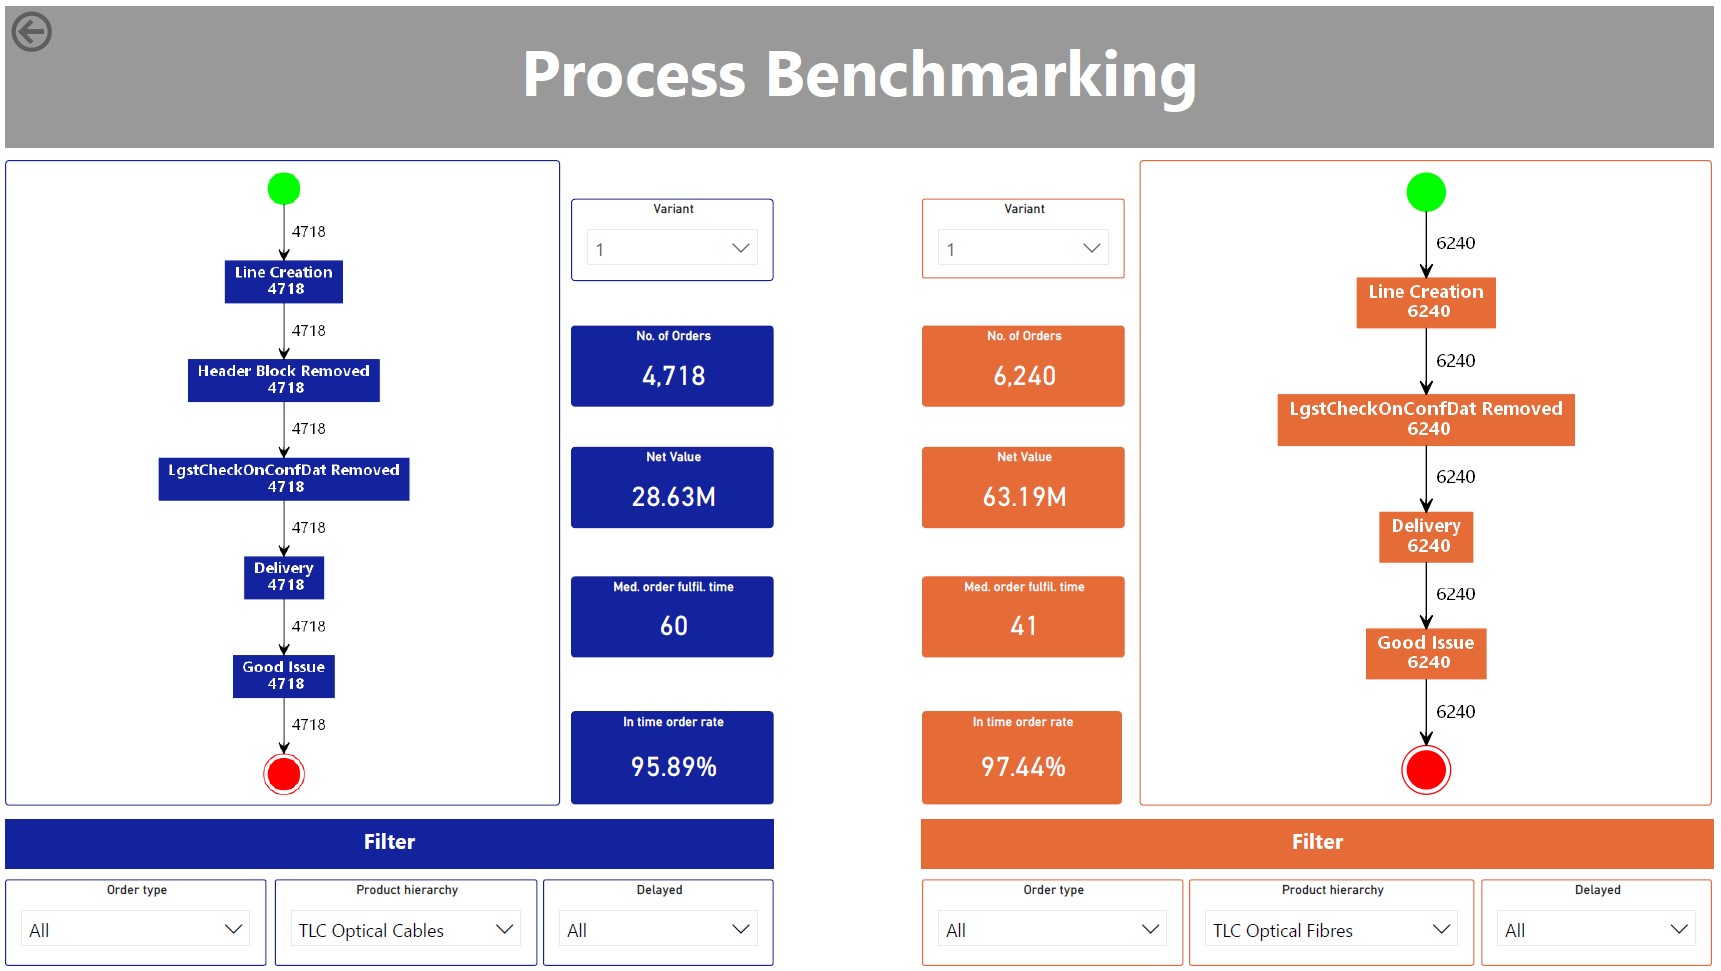 Process Benchmarking
4718
Line Creation
4718
4718
Header Block Removed
4718
4718
LgstCheckOnConfDat Removed
4718
4718
Delivery
4718
4718
Good Issue
4718
4718
Variant
1
No. of Orders
4,718
Net Value
28.63M
Med. order fulfil. time
60
In time order rate
95.89%
Variant
1
No. of Orders
6,240
Net Value
63.19M
Med. order fulfil. time
41
In time order rate
97.44%
6240
Line Creation
6240
6240
LgstCheckOnConfDat Removed
6240
6240
Delivery
6240
6240
Good Issue
6240
6240
Filter
Order type
All
Product hierarchy
TLC Optical Cables
Delayed
All
Filter
Order type
All
Product hierarchy
TLC Optical Fibres
Delayed
All